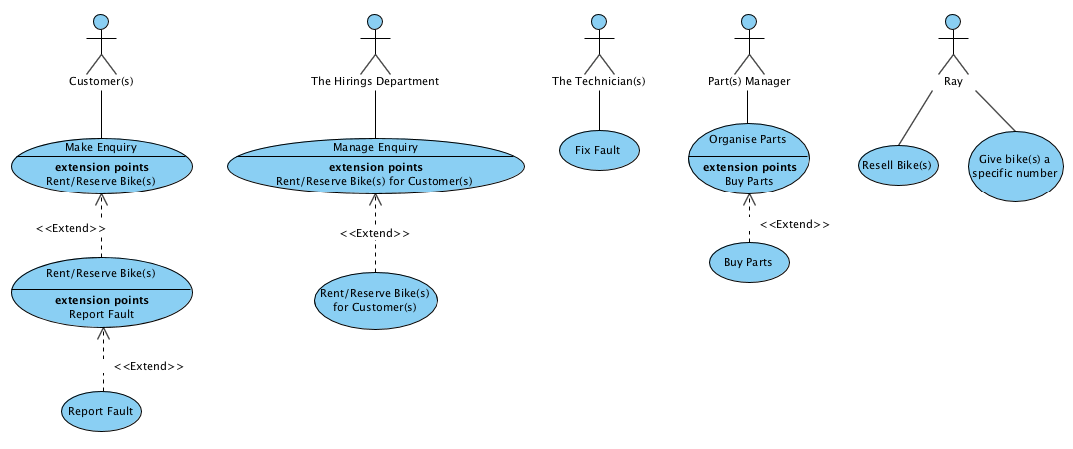 Customer(s)
The Hirings Department
The Technician(s)
Part(s) Manager
Ray
Make Enquiry
extension points
Rent/Reserve Bike(s)
Manage Enquiry
extension points
Rent/Reserve Bike(s) for Customer(s)
Fix Fault
Organise Parts
extension points
Buy Parts
Resell Bike(s)
Give bike(s) a
specific number
<<Extend>>
<<Extend>>
<<Extend>>
Rent/Reserve Bike(s)
extension points
Report Fault
Rent/Reserve Bike(s)
for Customer(s)
Buy Parts
<<Extend>>
Report Fault